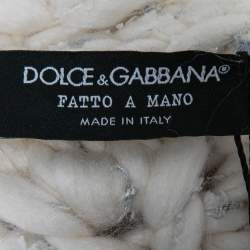 DOLCE & GABBANA®
FATTO A MANO
MADE IN ITALY